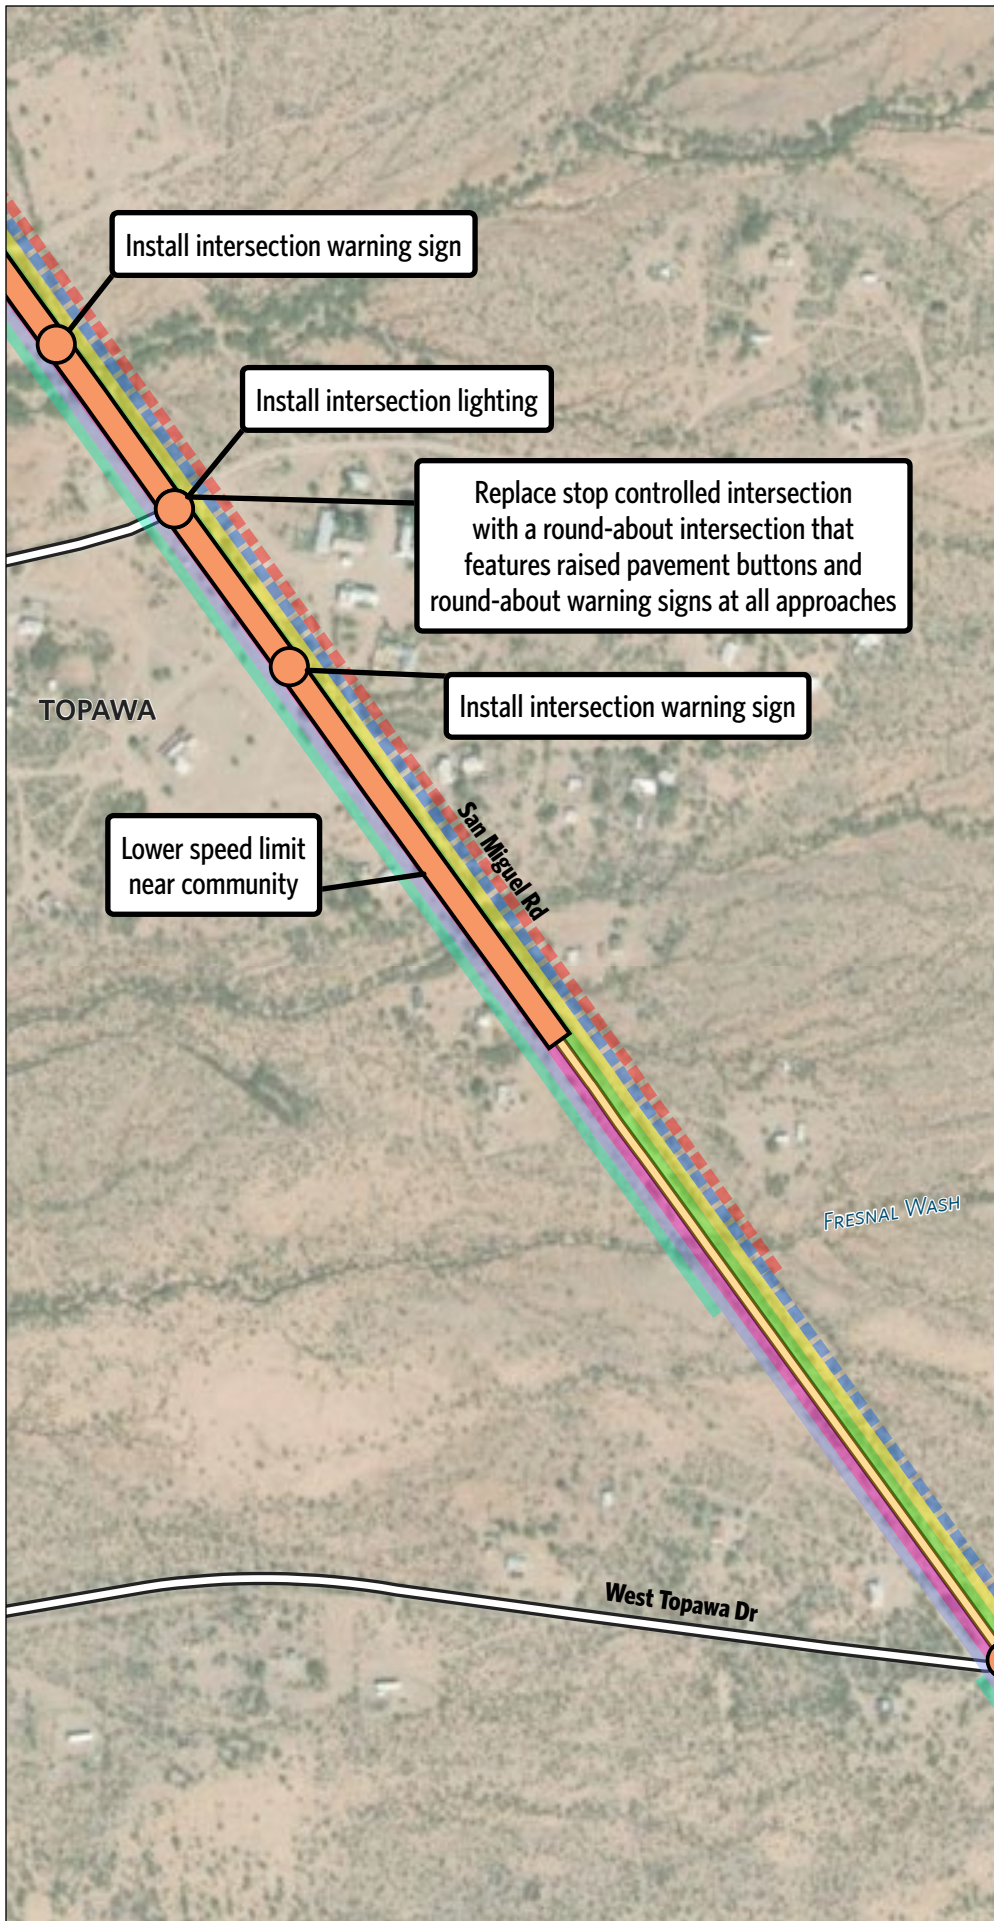 Install intersection warning sign
Install intersection lighting
Replace stop controlled intersection
with a round-about intersection that
features raised pavement buttons and
round-about warning signs at all approaches
Install intersection warning sign
TOPAWA
San Miguel Rd
Lower speed limit
near community
FRESNAL WASH
West Topawa Dr